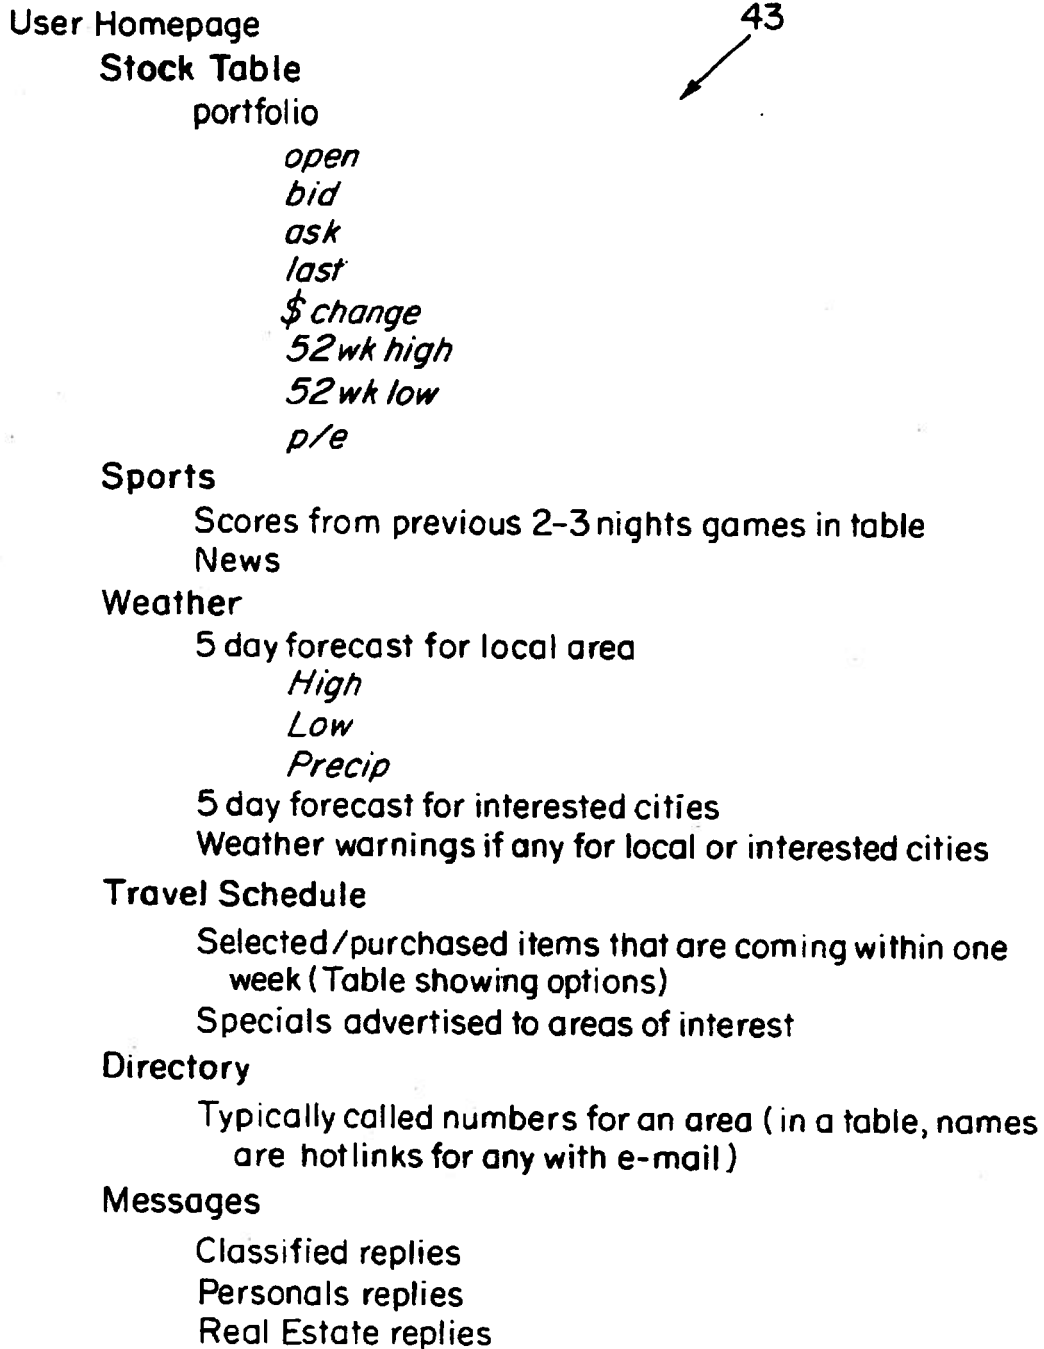 User Homepage
43
Stock Table
portfolio
open
bid
ask
last
$ change
52 wk high
52 wk low
p/e
Sports
Scores from previous 2-3 nights games in table
News
Weather
5 day forecast for local area
High
Low
Precip
5 day forecast for interested cities
Weather warnings if any for local or interested cities
Travel Schedule
Selected/purchased items that are coming within one
week (Table showing options)
Specials advertised to areas of interest
Directory
Typically called numbers for an area (in a table, names
are hotlinks for any with e-mail)
Messages
Classified replies
Personals replies
Real Estate replies